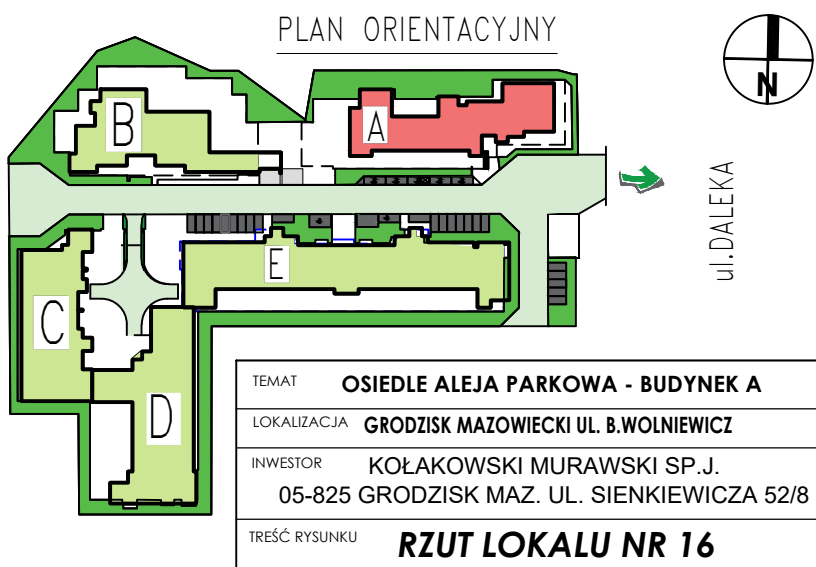 PLAN ORIENTACYJNY
N
B
A
ul.DALEKA
E
C
D
TEMAT OSIEDLE ALEJA PARKOWA - BUDYNEK A
LOKALIZACJA GRODZISK MAZOWIECKI UL. B.WOLNIEWICZ
INWESTOR KOŁAKOWSKI MURAWSKI SP.J.
05-825 GRODZISK MAZ. UL. SIENKIEWICZA 52/8
TREŚĆ RYSUNKU RZUT LOKALU NR 16